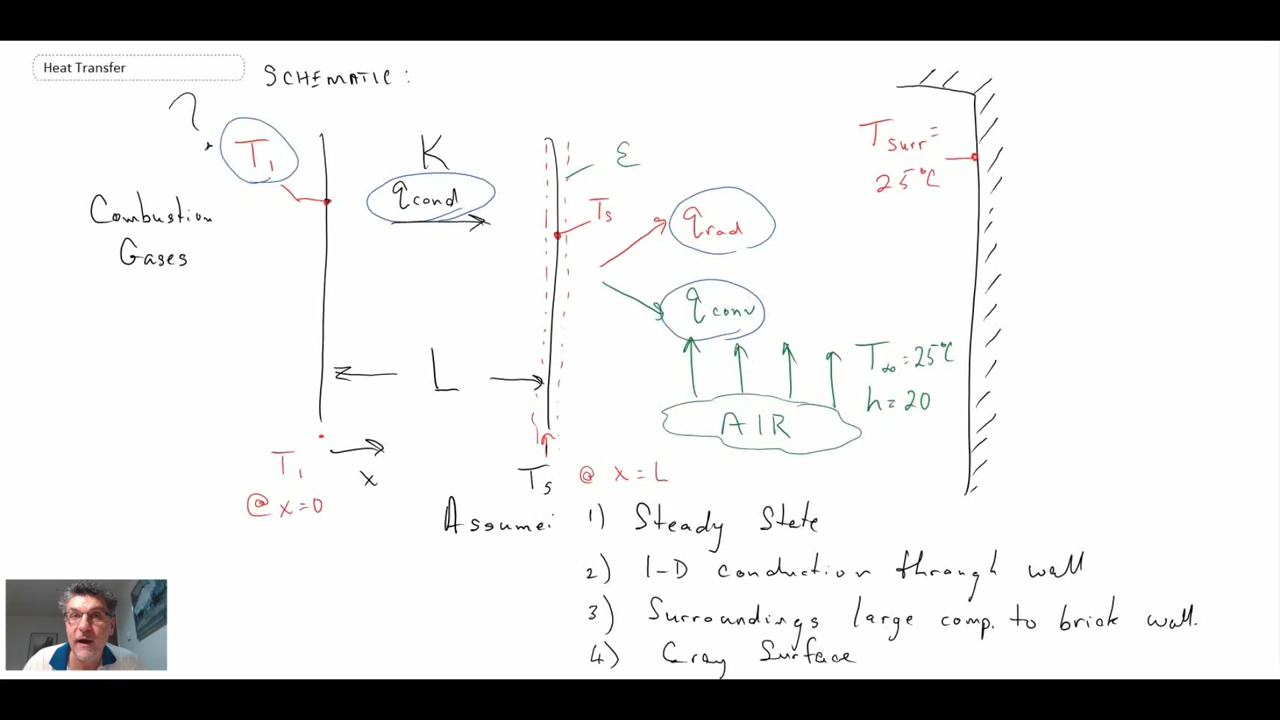 Heat Transfer
SCHEMATIC:
?
T₁
K
ε
Tsurr =
25°C
qcond
Combustion
Gases
Ts
qrad
qconv
T∞ = 25°C
h = 20
L
AIR
T₁
@ x=0
x
Ts @ x = L
Assume: 1) Steady State
2) 1-D conduction through wall
3) Surroundings large comp. to brick wall.
4) Gray Surface